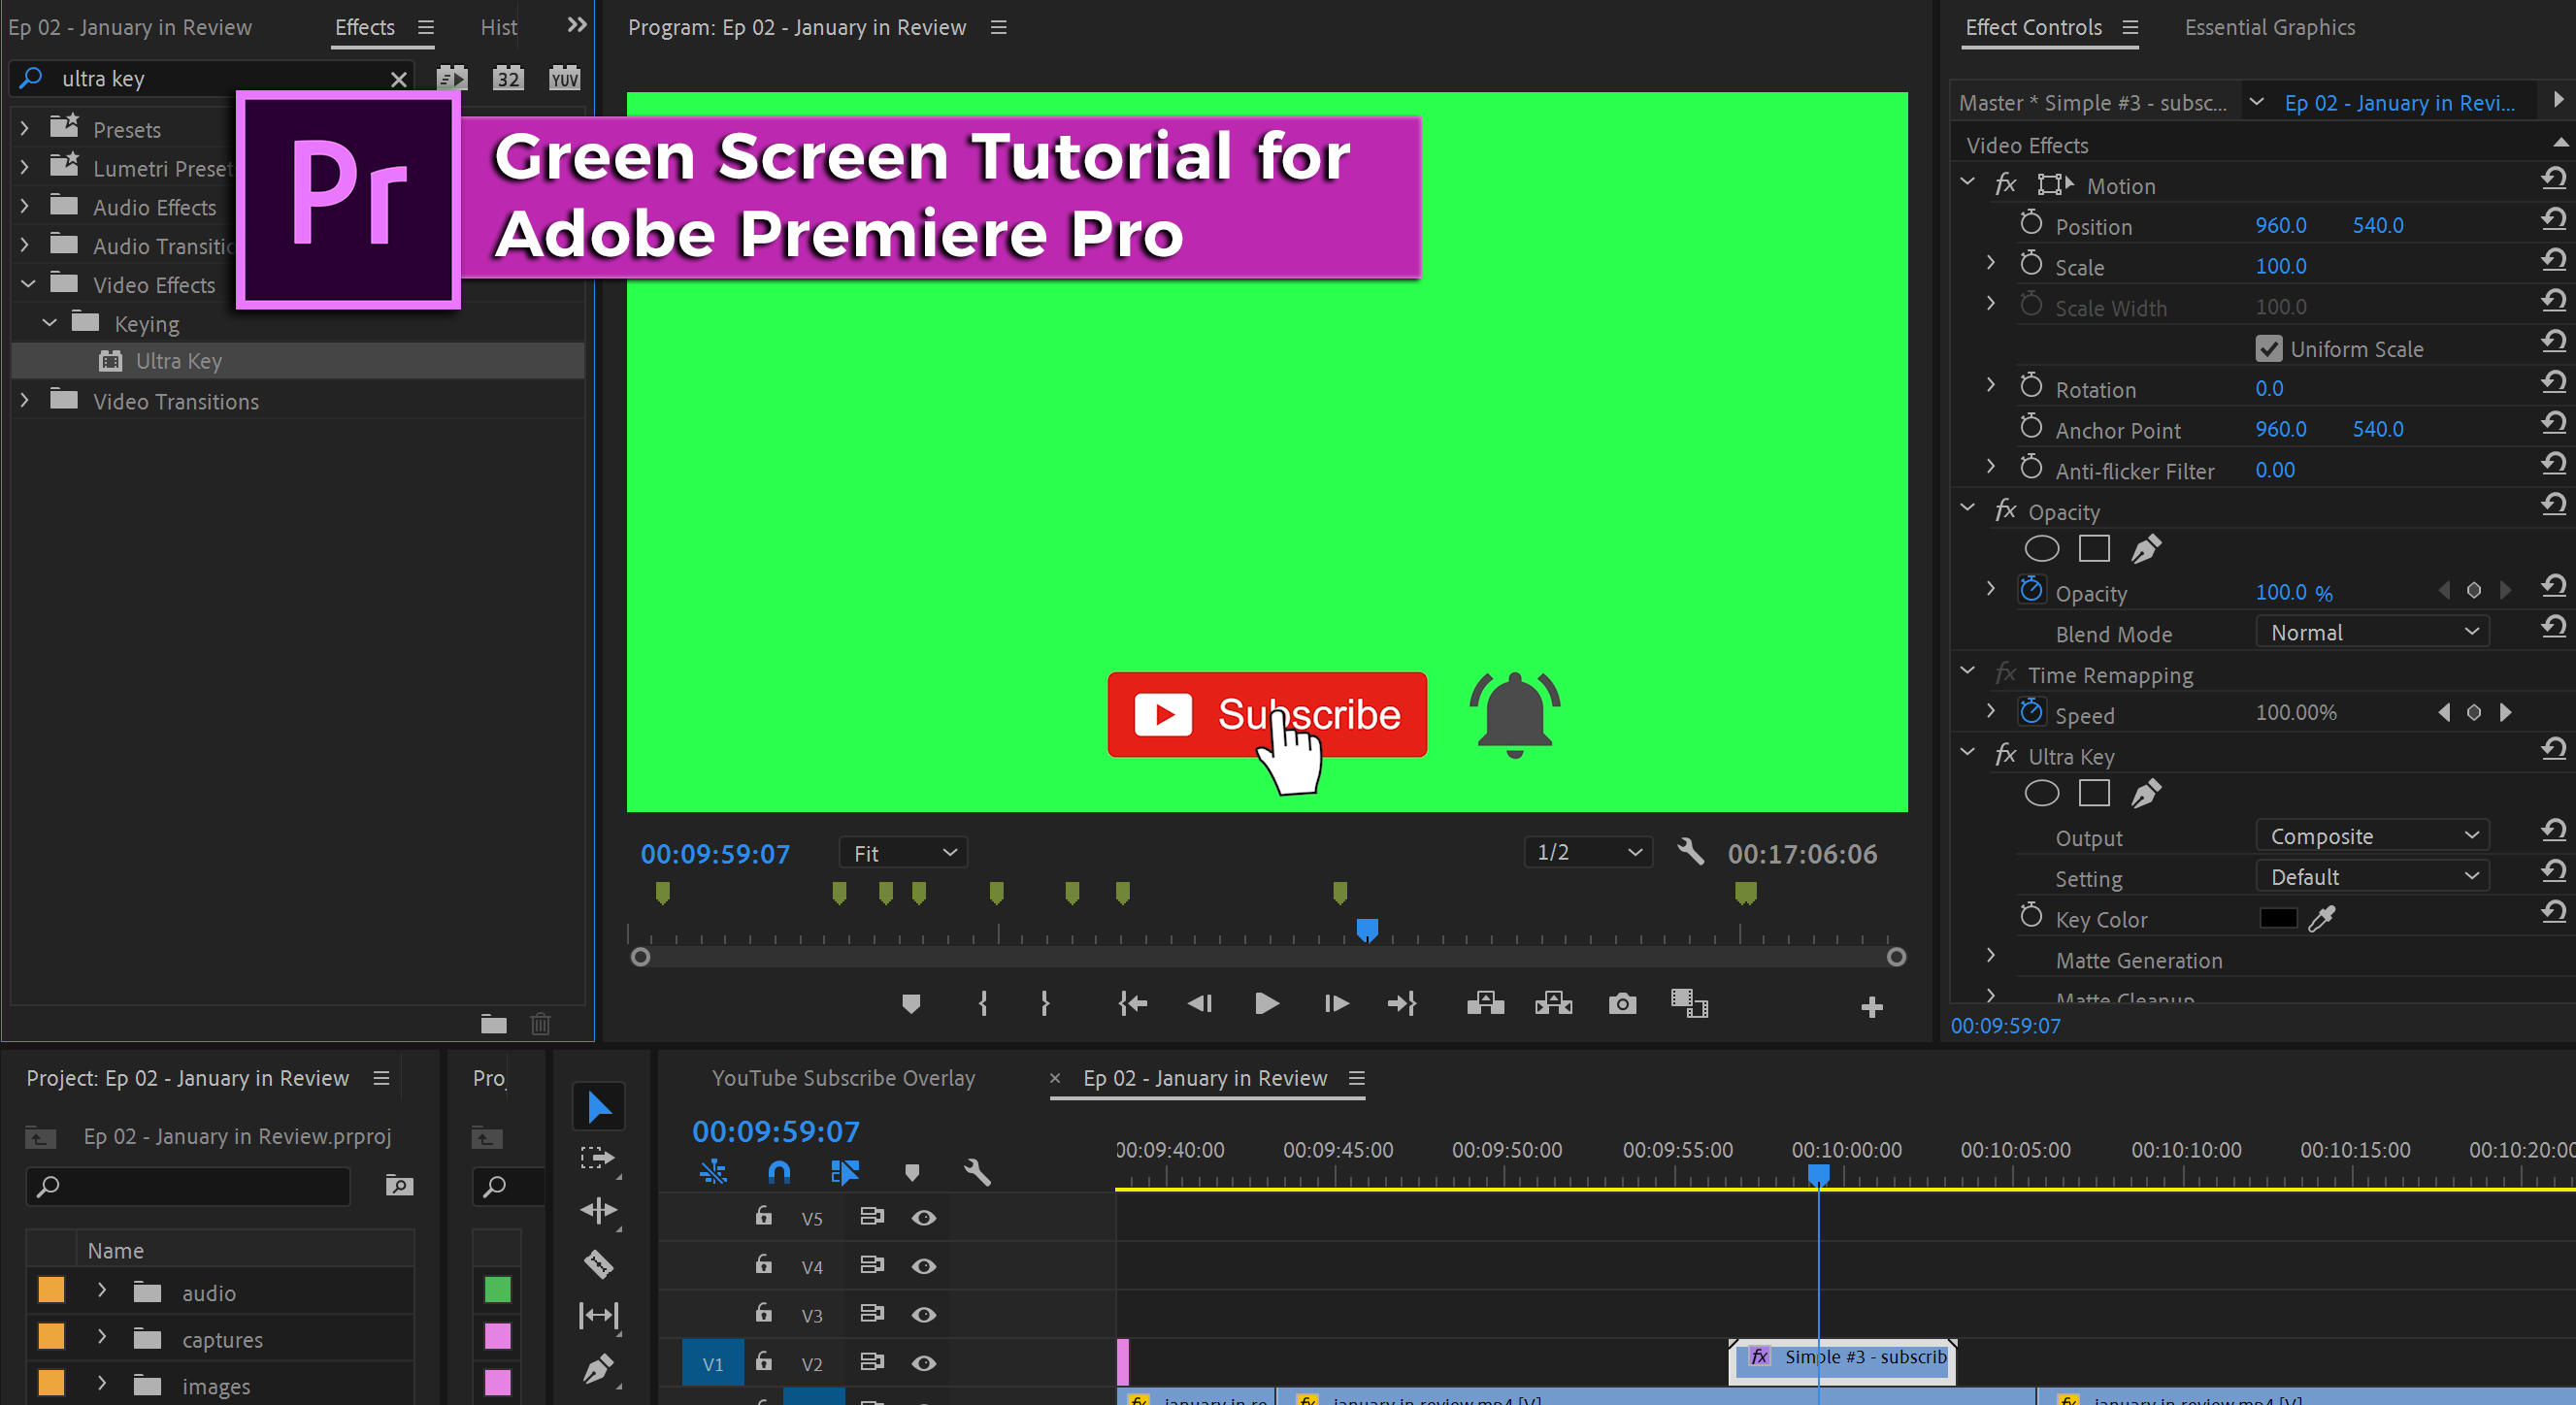 Ep 02 - January in Review
Effects
Hist
ultra key
32
YUV
Presets
Lumetri Preset
Audio Effects
Audio Transitic
Video Effects
Keying
Ultra Key
Video Transitions
Pr
Green Screen Tutorial for
Adobe Premiere Pro
Program: Ep 02 - January in Review
Subscribe
00:09:59:07
Fit
1/2
00:17:06:06
Effect Controls
Essential Graphics
Master * Simple #3 - subsc...
Ep 02 - January in Revi...
Video Effects
fx Motion
Position 960.0 540.0
Scale 100.0
Scale Width 100.0
Uniform Scale
Rotation 0.0
Anchor Point 960.0 540.0
Anti-flicker Filter 0.00
fx Opacity
Opacity 100.0 %
Blend Mode Normal
fx Time Remapping
Speed 100.00%
fx Ultra Key
Output Composite
Setting Default
Key Color
Matte Generation
Matte Cleanup
00:09:59:07
Project: Ep 02 - January in Review
Ep 02 - January in Review.prproj
Name
audio
captures
images
Pro
YouTube Subscribe Overlay
× Ep 02 - January in Review
00:09:59:07
00:09:40:00 00:09:45:00 00:09:50:00 00:09:55:00 00:10:00:00 00:10:05:00 00:10:10:00 00:10:15:00 00:10:20:00
V5
V4
V3
V1 V2
fx Simple #3 - subscrib
fx january in re
fx january in review.mp4 [V]
fx january in review.mp4 [V]